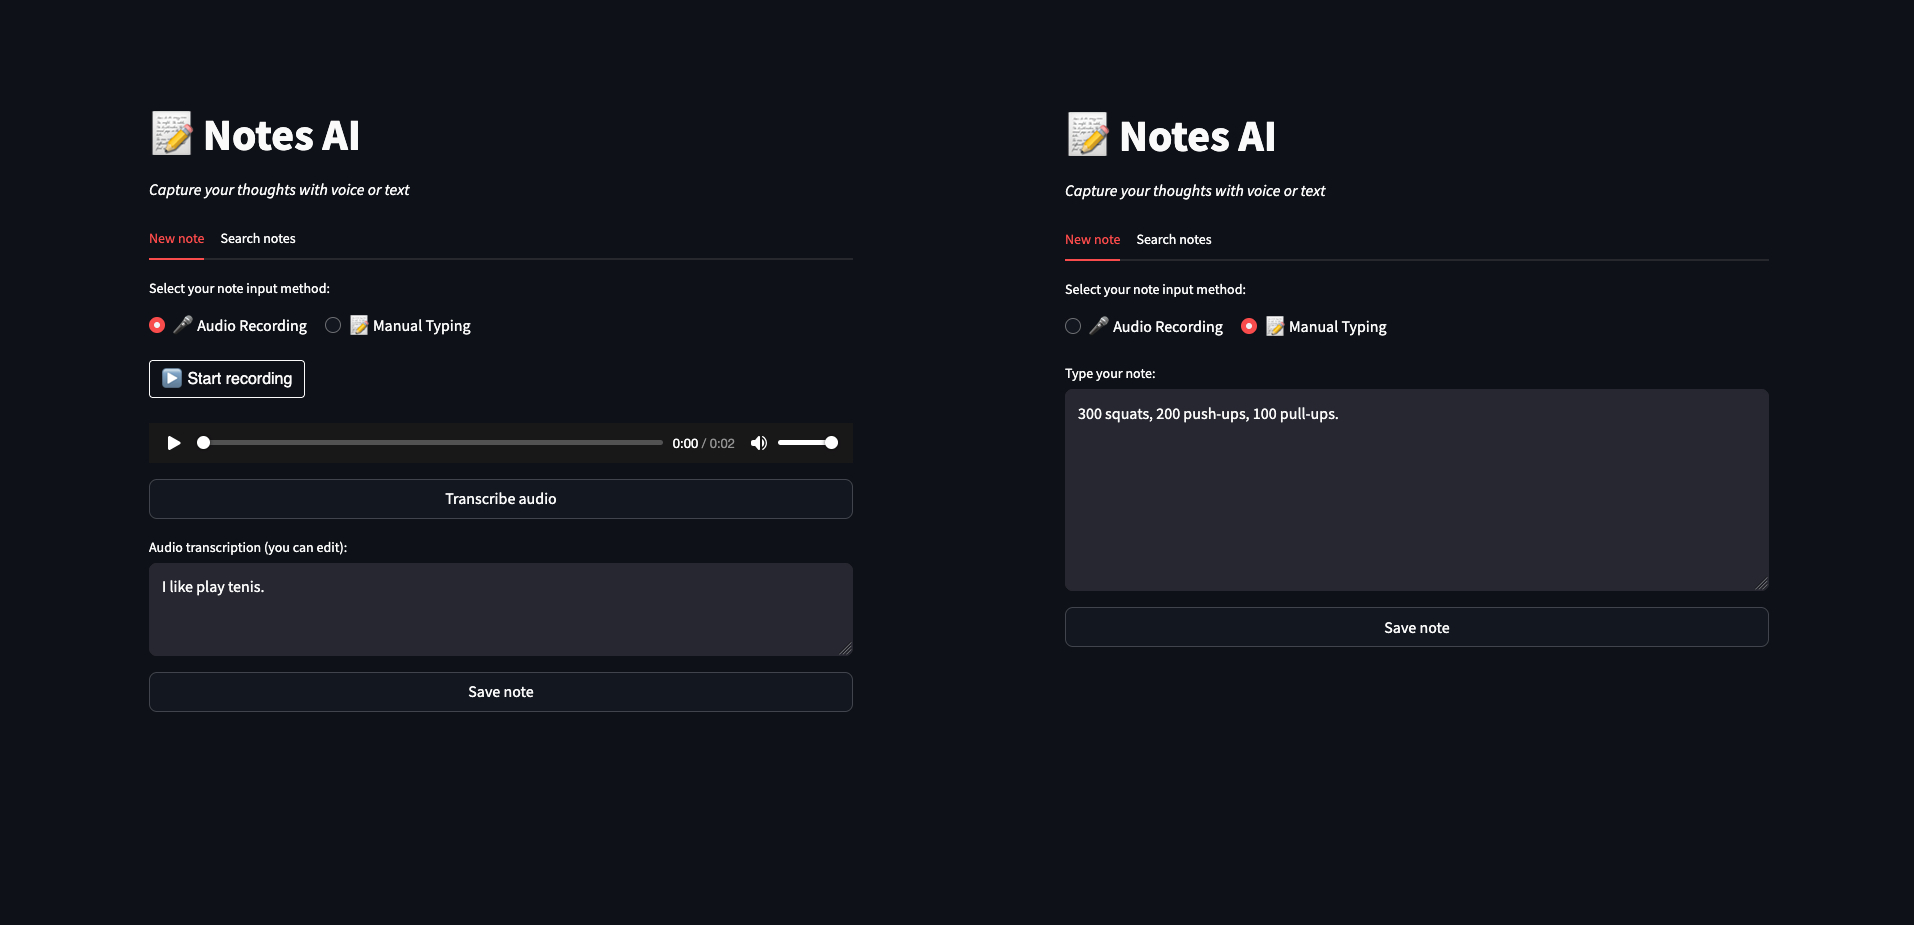 Notes AI
Capture your thoughts with voice or text
New note Search notes
Select your note input method:
Audio Recording Manual Typing
Start recording
0:00 / 0:02
Transcribe audio
Audio transcription (you can edit):
I like play tenis.
Save note
Notes AI
Capture your thoughts with voice or text
New note Search notes
Select your note input method:
Audio Recording Manual Typing
Type your note:
300 squats, 200 push-ups, 100 pull-ups.
Save note